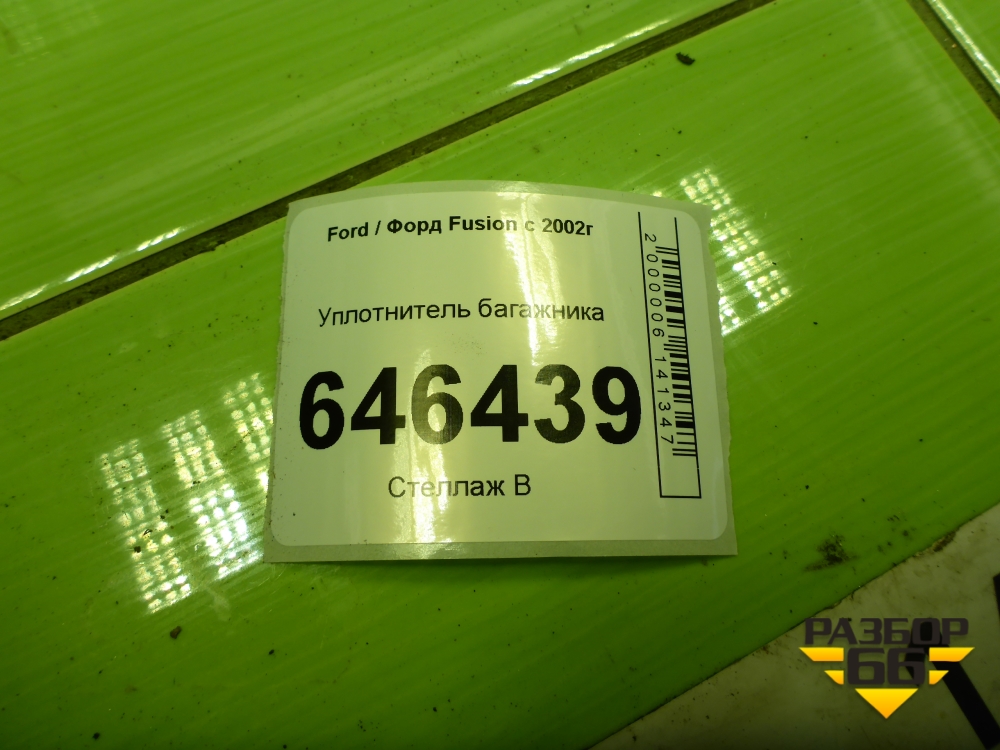 Ford / Форд Fusion с 2002г
Уплотнитель багажника
646439
Стеллаж В
2000006141347
РАЗБОР
66